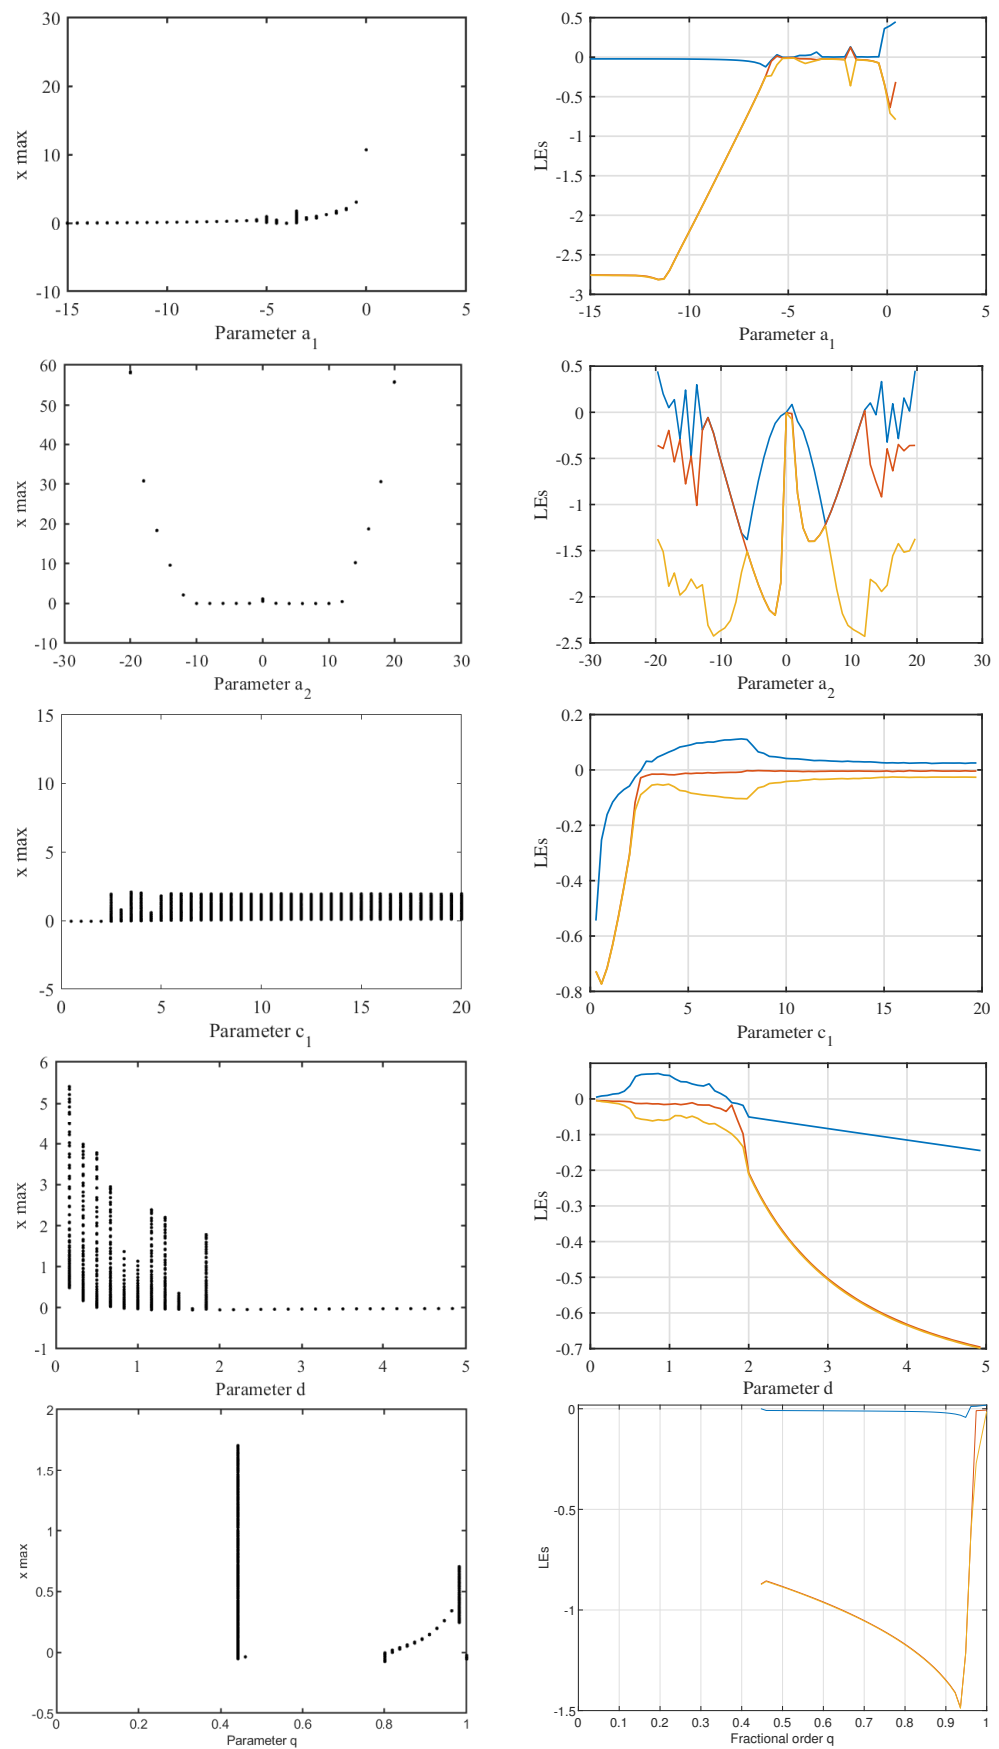 30
20
10
0
-10
x max
-15 -10 -5 0 5
Parameter a1
0.5
0
-0.5
-1
-1.5
-2
-2.5
-3
LEs
-15 -10 -5 0 5
Parameter a1
60
50
40
30
20
10
0
-10
x max
-30 -20 -10 0 10 20 30
Parameter a2
0.5
0
-0.5
-1
-1.5
-2
-2.5
LEs
-30 -20 -10 0 10 20 30
Parameter a2
15
10
5
0
-5
x max
0 5 10 15 20
Parameter c1
0.2
0
-0.2
-0.4
-0.6
-0.8
LEs
0 5 10 15 20
Parameter c1
6
5
4
3
2
1
0
-1
x max
0 1 2 3 4 5
Parameter d
0
-0.1
-0.2
-0.3
-0.4
-0.5
-0.6
-0.7
LEs
0 1 2 3 4 5
Parameter d
2
1.5
1
0.5
0
-0.5
x max
0 0.2 0.4 0.6 0.8 1
Parameter q
0
-0.5
-1
-1.5
LEs
0 0.1 0.2 0.3 0.4 0.5 0.6 0.7 0.8 0.9 1
Fractional order q